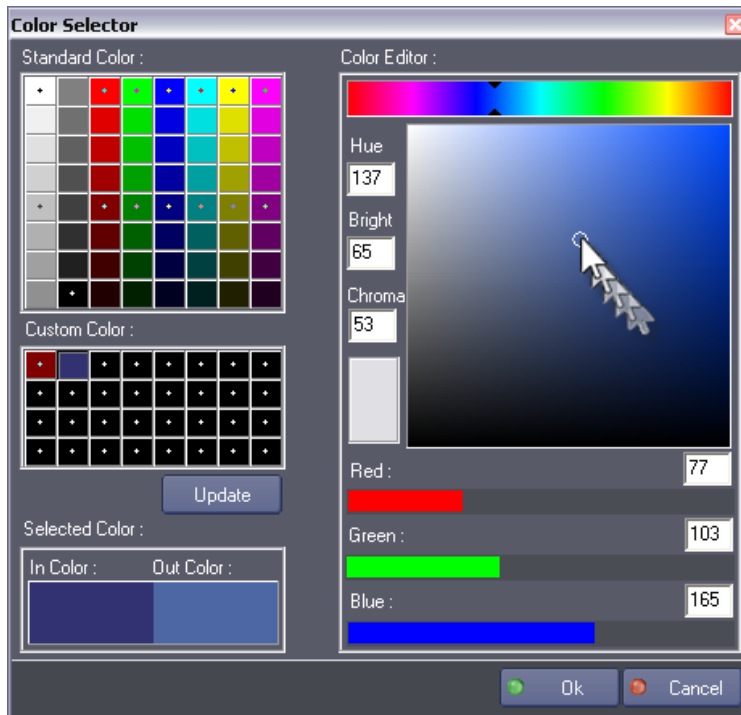 Color Selector
Standard Color :
Color Editor :
Hue
137
Bright
65
Chroma
53
Custom Color :
Update
Red :
77
Selected Color :
Green :
103
In Color :
Out Color :
Blue :
165
Ok
Cancel